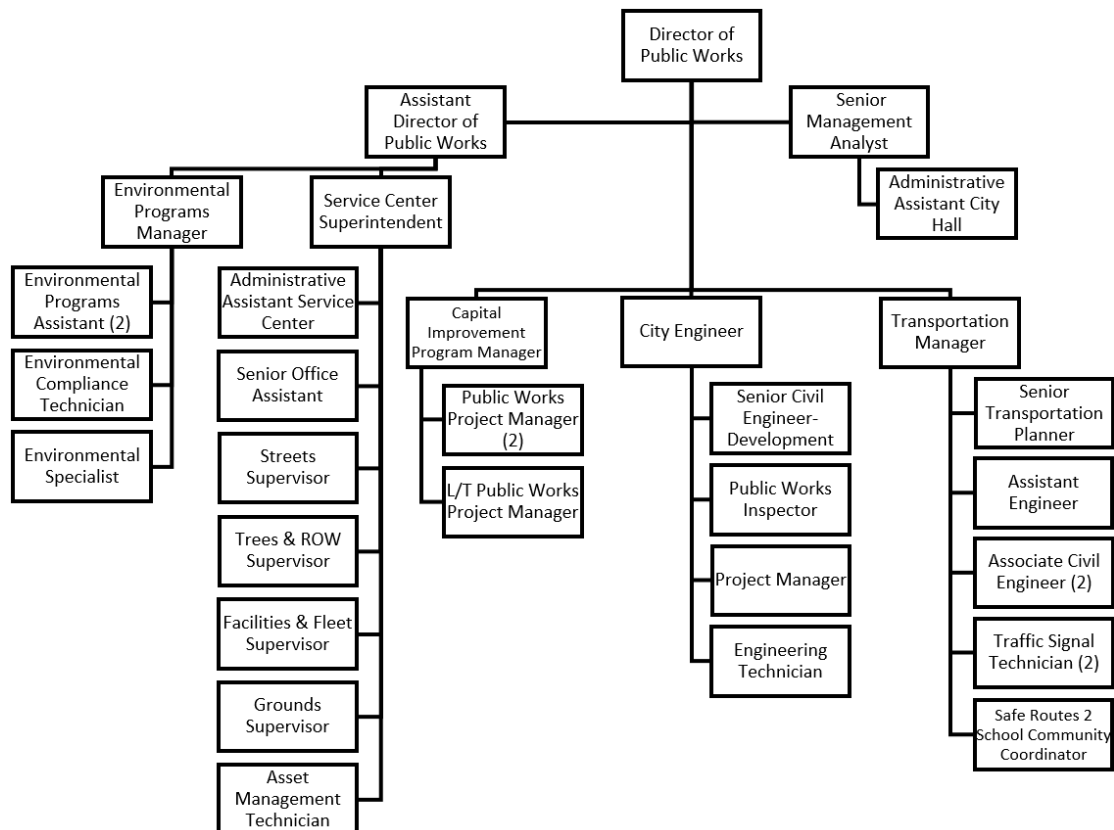 Director of
Public Works
Assistant
Director of
Public Works
Senior
Management
Analyst
Administrative
Assistant City
Hall
Environmental
Programs
Manager
Service Center
Superintendent
Environmental
Programs
Assistant (2)
Environmental
Compliance
Technician
Environmental
Specialist
Administrative
Assistant Service
Center
Senior Office
Assistant
Streets
Supervisor
Trees & ROW
Supervisor
Facilities & Fleet
Supervisor
Grounds
Supervisor
Asset
Management
Technician
Capital
Improvement
Program Manager
Public Works
Project Manager
(2)
L/T Public Works
Project Manager
City Engineer
Senior Civil
Engineer-
Development
Public Works
Inspector
Project Manager
Engineering
Technician
Transportation
Manager
Senior
Transportation
Planner
Assistant
Engineer
Associate Civil
Engineer (2)
Traffic Signal
Technician (2)
Safe Routes 2
School Community
Coordinator